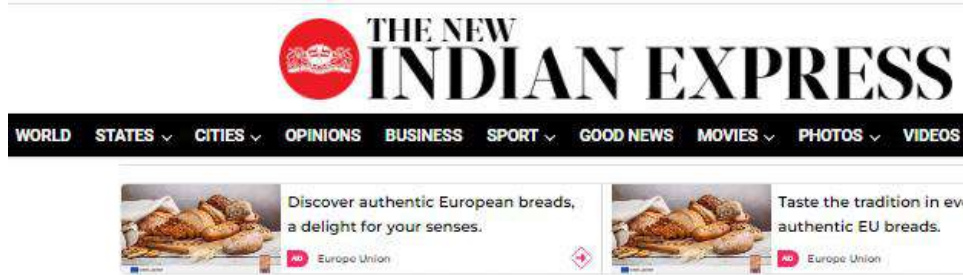 THE NEW
INDIAN EXPRESS
WORLD STATES CITIES OPINIONS BUSINESS SPORT GOOD NEWS MOVIES PHOTOS VIDEOS
Discover authentic European breads,
a delight for your senses.
AD Europe Union
Taste the tradition in
authentic EU breads.
AD Europe Union